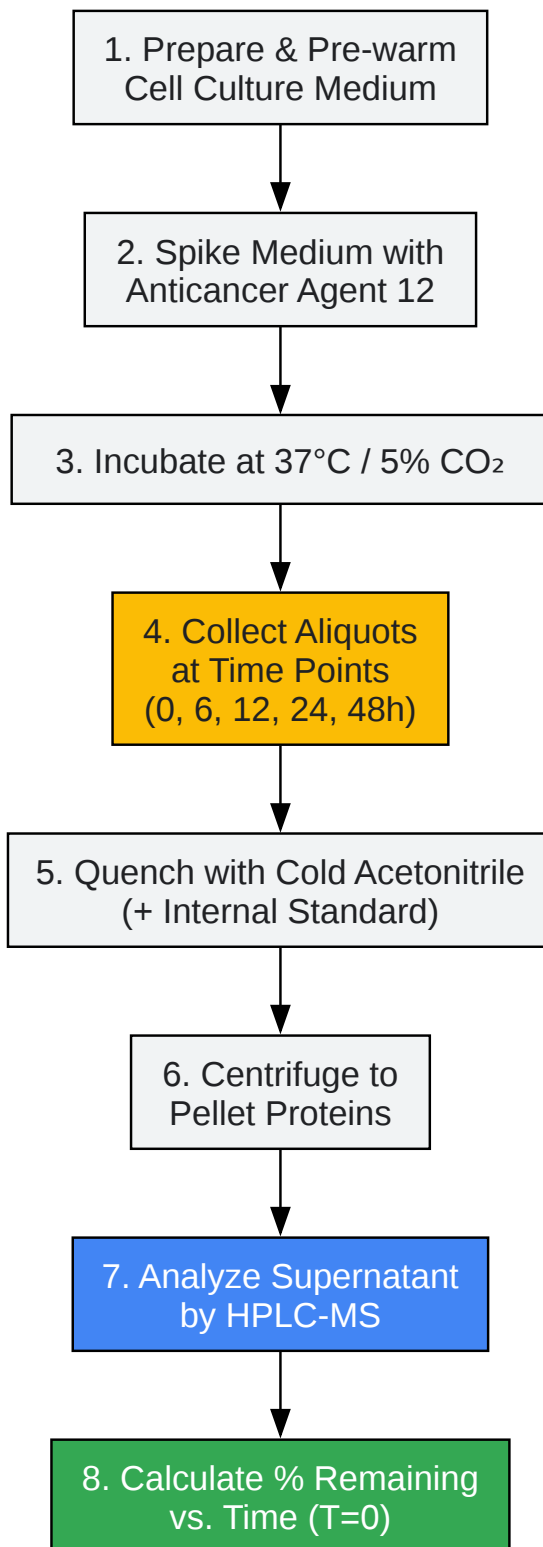 1. Prepare & Pre-warm
Cell Culture Medium
2. Spike Medium with
Anticancer Agent 12
3. Incubate at 37°C / 5% CO₂
4. Collect Aliquots
at Time Points
(0, 6, 12, 24, 48h)
5. Quench with Cold Acetonitrile
(+ Internal Standard)
6. Centrifuge to
Pellet Proteins
7. Analyze Supernatant
by HPLC-MS
8. Calculate % Remaining
vs. Time (T=0)